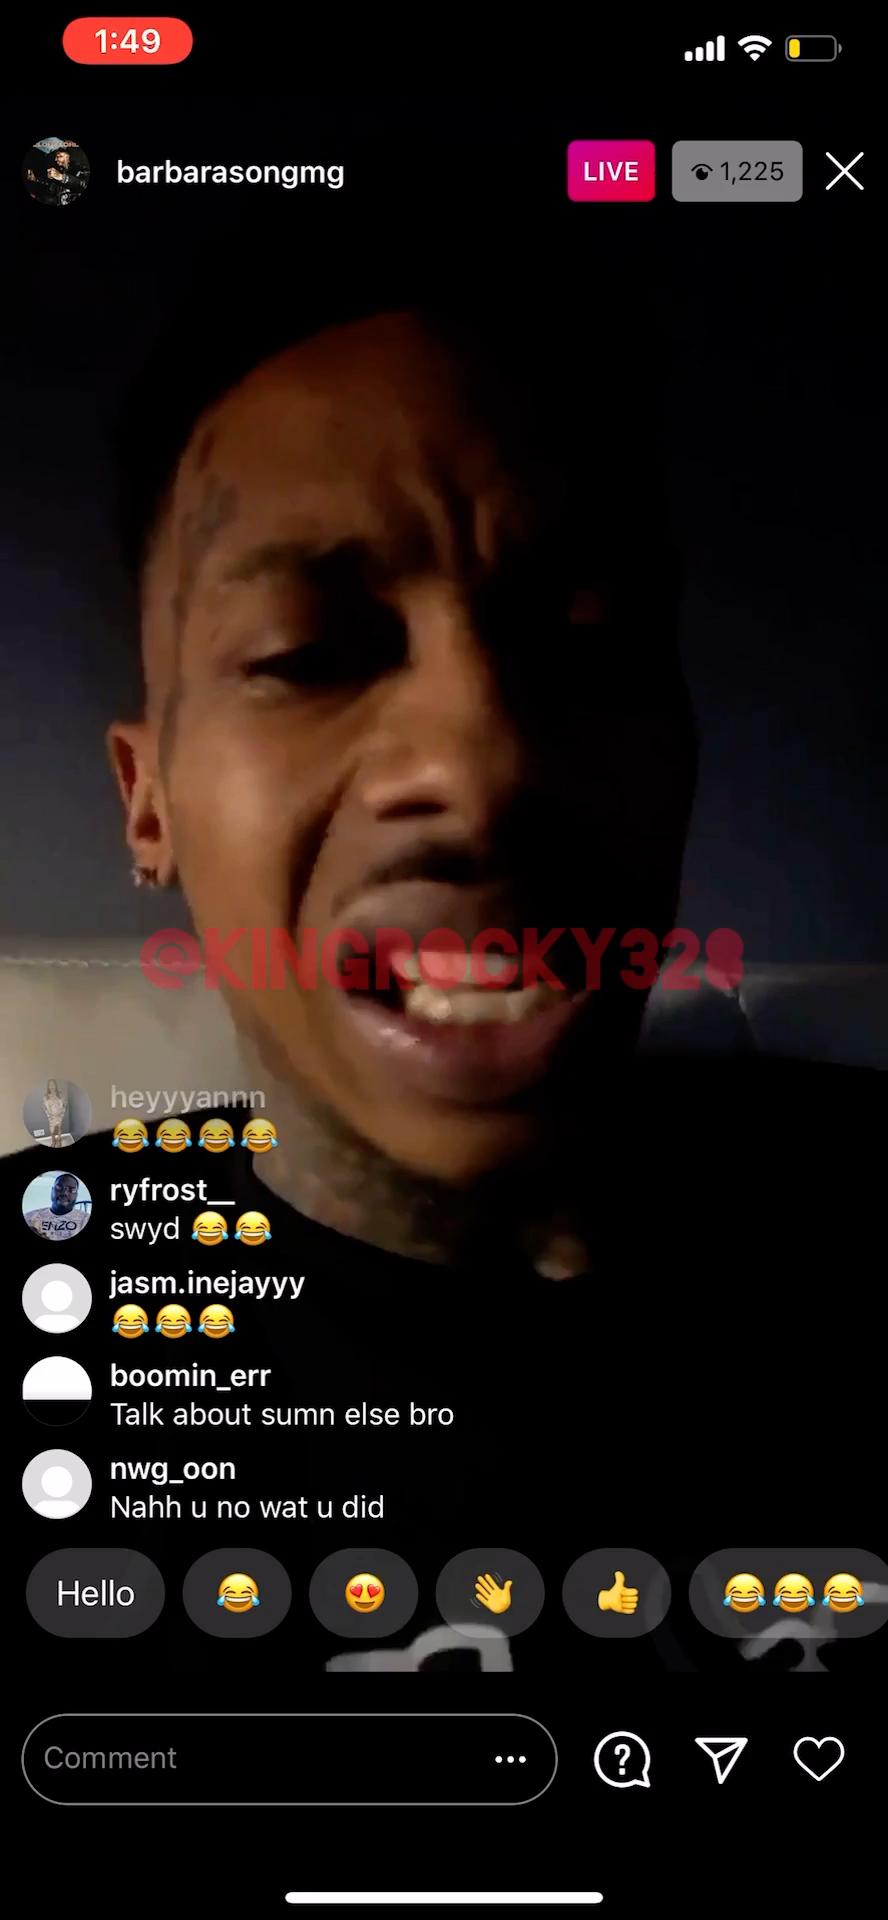 1:49
barbarasongmg
LIVE
1,225
@KINGROCKY328
heyyyannn
😂😂😂😂
ryfrost__
swyd 😂😂
jasm.inejayyy
😂😂😂
boomin_err
Talk about sumn else bro
nwg_oon
Nahh u no wat u did
Hello 😂 😍 👋 👍 😂😂😂
Comment